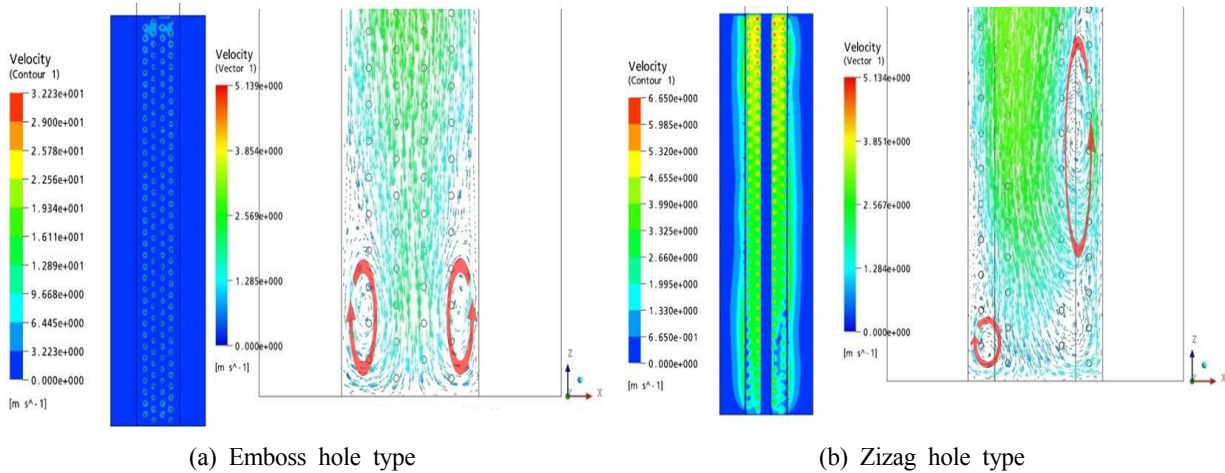 Velocity
(Contour 1)
3.223e+001
2.900e+001
2.578e+001
2.256e+001
1.934e+001
1.611e+001
1.289e+001
9.668e+000
6.445e+000
3.223e+000
0.000e+000
[m s^-1]
Velocity
(Vector 1)
5.139e+000
3.854e+000
2.569e+000
1.285e+000
0.000e+000
[m s^-1]
Z
X
(a) Emboss hole type
Velocity
(Contour 1)
6.650e+000
5.985e+000
5.320e+000
4.655e+000
3.990e+000
3.325e+000
2.660e+000
1.995e+000
1.330e+000
6.650e-001
0.000e+000
[m s^-1]
Velocity
(Vector 1)
5.134e+000
3.851e+000
2.567e+000
1.284e+000
0.000e+000
[m s^-1]
Z
X
(b) Zizag hole type